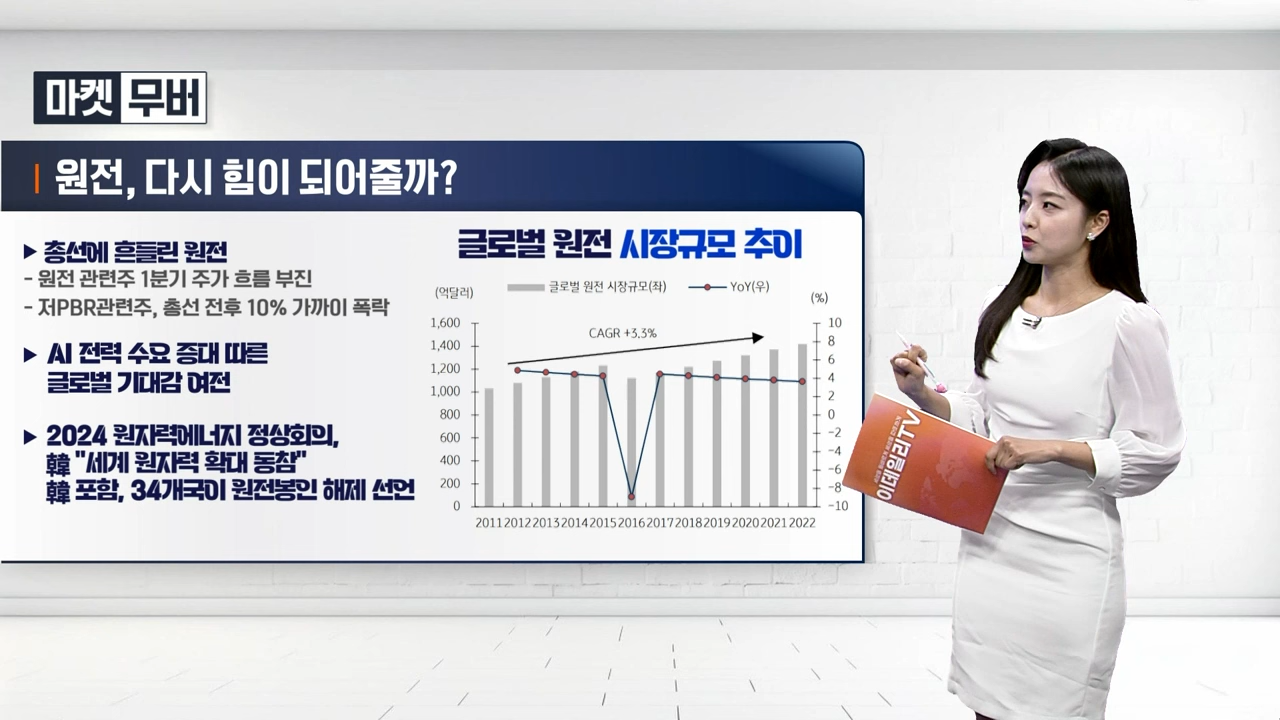 마켓 무버
원전, 다시 힘이 되어줄까?
▶ 총선에 흔들린 원전
- 원전 관련주 1분기 주가 흐름 부진
- 저PBR관련주, 총선 전후 10% 가까이 폭락
▶ AI 전력 수요 증대 따른
글로벌 기대감 여전
▶ 2024 원자력에너지 정상회의,
韓 "세계 원자력 확대 동참"
韓 포함, 34개국이 원전봉인 해제 선언
글로벌 원전 시장규모 추이
(억달러)
글로벌 원전 시장규모(좌)
YoY(우)
(%)
CAGR +3.3%
1,600
1,400
1,200
1,000
800
600
400
200
0
10
8
6
4
2
0
-2
-4
-6
-8
-10
2011 2012 2013 2014 2015 2016 2017 2018 2019 2020 2021 2022
이데일리TV